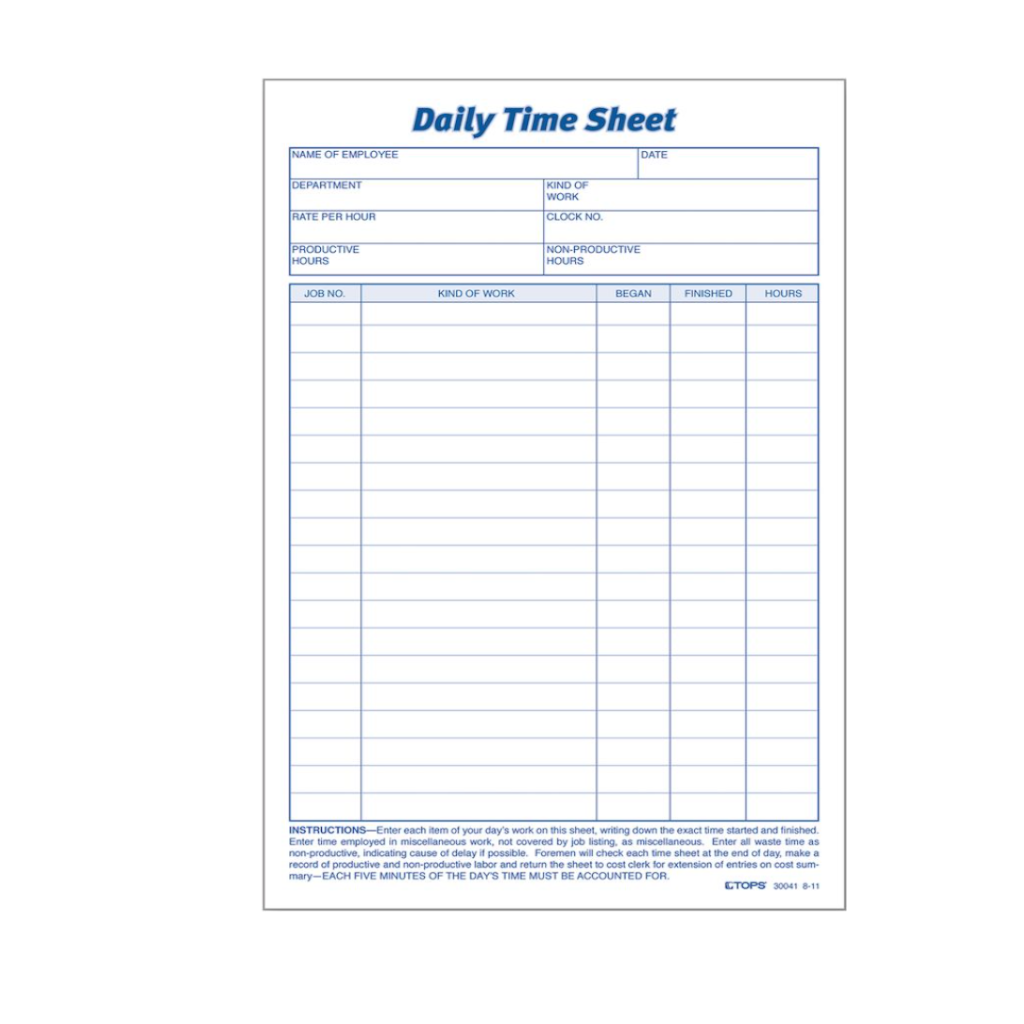 Daily Time Sheet
NAME OF EMPLOYEE DATE
DEPARTMENT KIND OF
WORK
RATE PER HOUR CLOCK NO.
PRODUCTIVE NON-PRODUCTIVE
HOURS HOURS
JOB NO. KIND OF WORK BEGAN FINISHED HOURS
INSTRUCTIONS—Enter each item of your day's work on this sheet, writing down the exact time started and finished.
Enter time employed in miscellaneous work, not covered by job listing, as miscellaneous. Enter all waste time as
non-productive, indicating cause of delay if possible. Foremen will check each time sheet at the end of day, make a
record of productive and non-productive labor and return the sheet to cost clerk for extension of entries on cost sum-
mary—EACH FIVE MINUTES OF THE DAY'S TIME MUST BE ACCOUNTED FOR.
TOPS® 30041 8-11